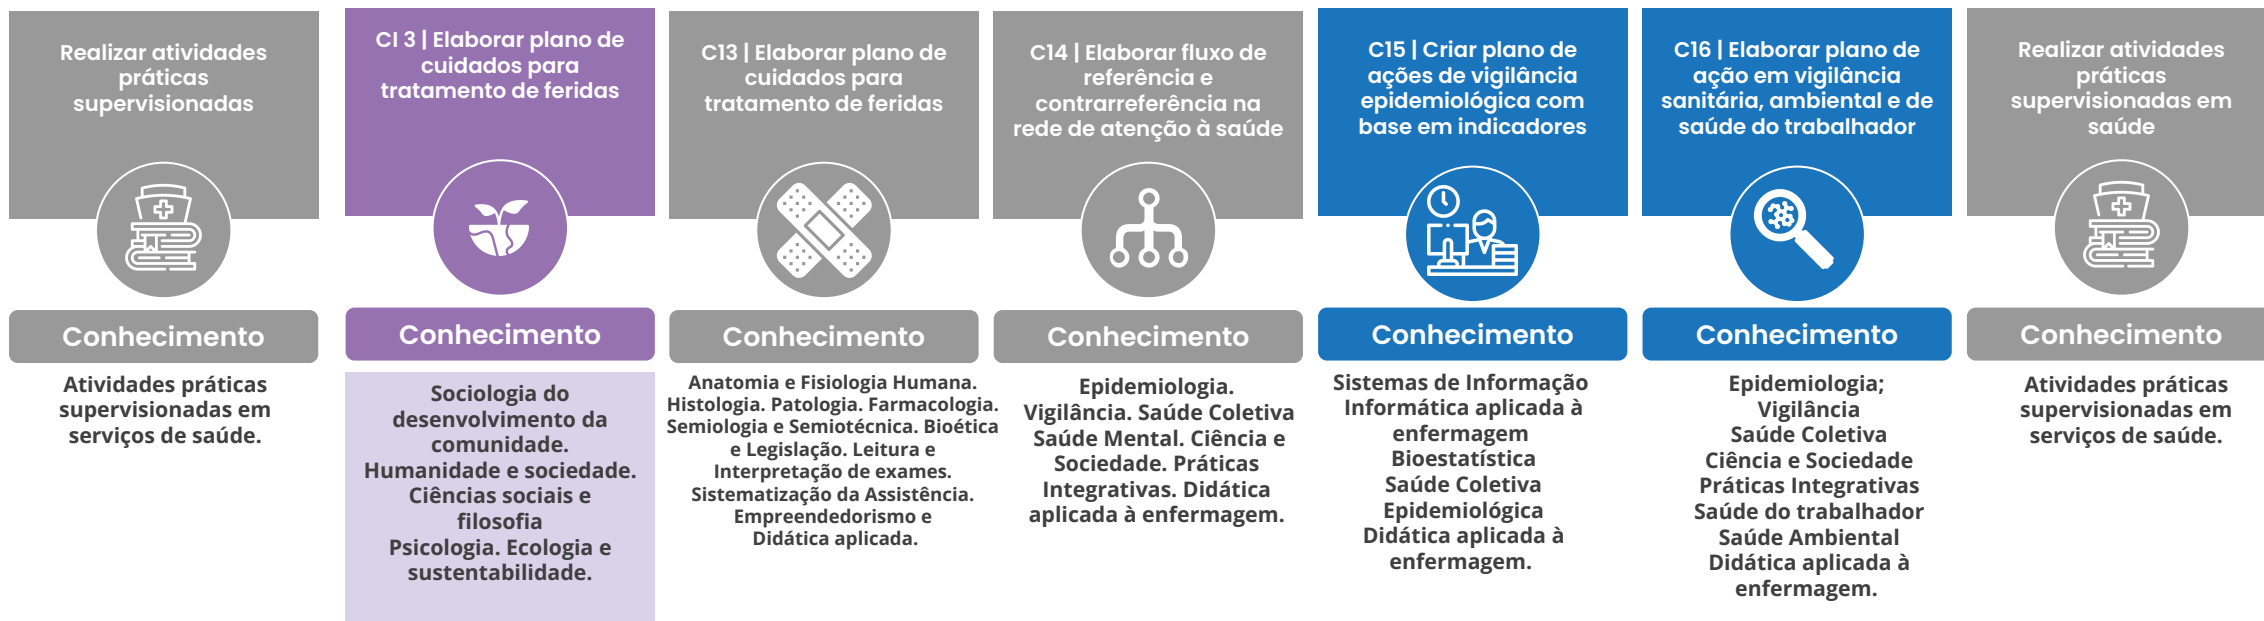 Realizar atividades
práticas
supervisionadas
Conhecimento
Atividades práticas
supervisionadas em
serviços de saúde.
CI 3 | Elaborar plano de
cuidados para
tratamento de feridas
Conhecimento
Sociologia do
desenvolvimento da
comunidade.
Humanidade e sociedade.
Ciências sociais e
filosofia
Psicologia. Ecologia e
sustentabilidade.
C13 | Elaborar plano de
cuidados para
tratamento de feridas
Conhecimento
Anatomia e Fisiologia Humana.
Histologia. Patologia. Farmacologia.
Semiologia e Semiotécnica. Bioética
e Legislação. Leitura e
Interpretação de exames.
Sistematização da Assistência.
Empreendedorismo e
Didática aplicada.
C14 | Elaborar fluxo de
referência e
contrarreferência na
rede de atenção à saúde
Conhecimento
Epidemiologia.
Vigilância. Saúde Coletiva
Saúde Mental. Ciência e
Sociedade. Práticas
Integrativas. Didática
aplicada à enfermagem.
C15 | Criar plano de
ações de vigilância
epidemiológica com
base em indicadores
Conhecimento
Sistemas de Informação
Informática aplicada à
enfermagem
Bioestatística
Saúde Coletiva
Epidemiológica
Didática aplicada à
enfermagem.
C16 | Elaborar plano de
ação em vigilância
sanitária, ambiental e de
saúde do trabalhador
Conhecimento
Epidemiologia;
Vigilância
Saúde Coletiva
Ciência e Sociedade
Práticas Integrativas
Saúde do trabalhador
Saúde Ambiental
Didática aplicada à
enfermagem.
Realizar atividades
práticas
supervisionadas em
saúde
Conhecimento
Atividades práticas
supervisionadas em
serviços de saúde.